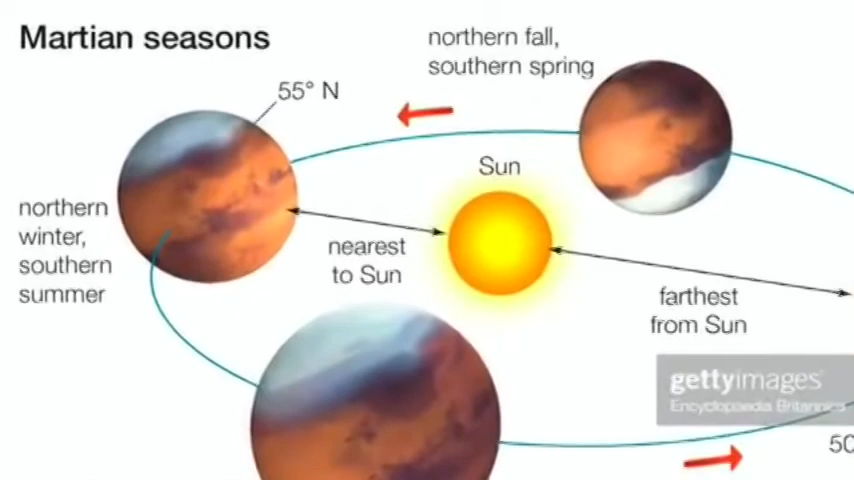 Martian seasons
northern fall,
southern spring
55° N
Sun
northern
winter,
southern
summer
nearest
to Sun
farthest
from Sun
gettyimages
Encyclopaedia Britannica
50